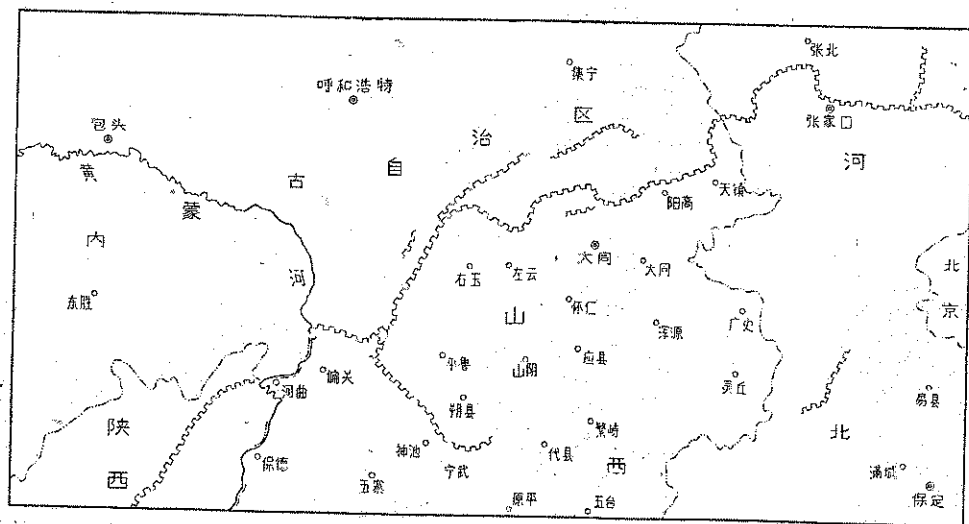 张北
集宁
呼和浩特
张家口
包头
区
治
自
古
蒙
内
河
黄
河
天镇
阳高
北
京
大同
大同
右玉
左云
东胜
山
怀仁
广灵
浑源
平鲁
山阴
应县
偏关
灵丘
河曲
易县
朔县
陕
西
繁峙
北
神池
宁武
代县
西
保德
五寨
满城
保定
原平
五台